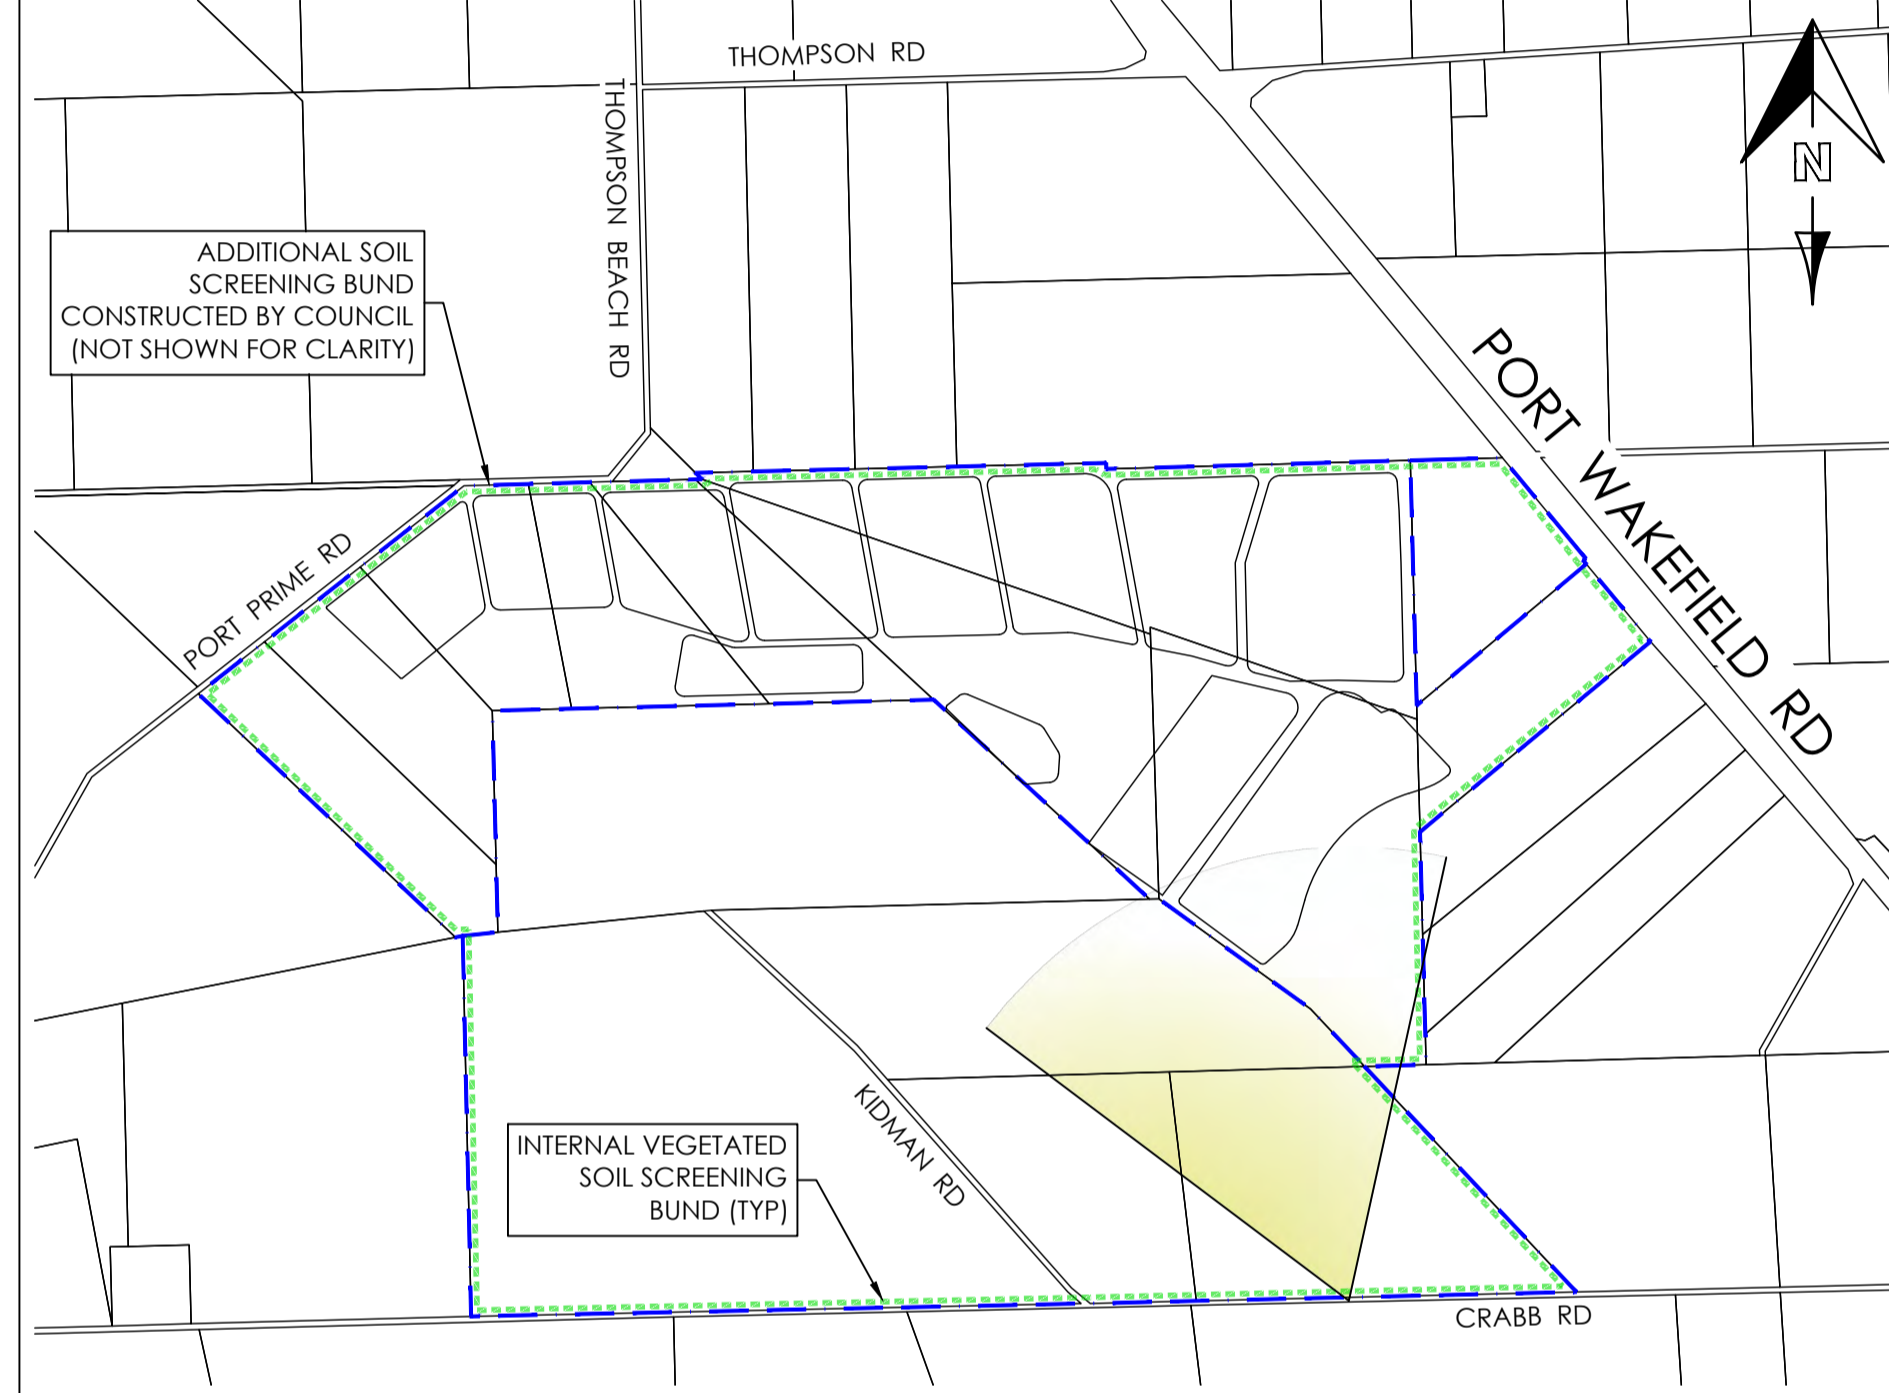 THOMPSON RD
THOMPSON BEACH RD
N
ADDITIONAL SOIL
SCREENING BUND
CONSTRUCTED BY COUNCIL
(NOT SHOWN FOR CLARITY)
PORT WAKEFIELD RD
PORT PRIME RD
KIDMAN RD
INTERNAL VEGETATED
SOIL SCREENING
BUND (TYP)
CRABB RD